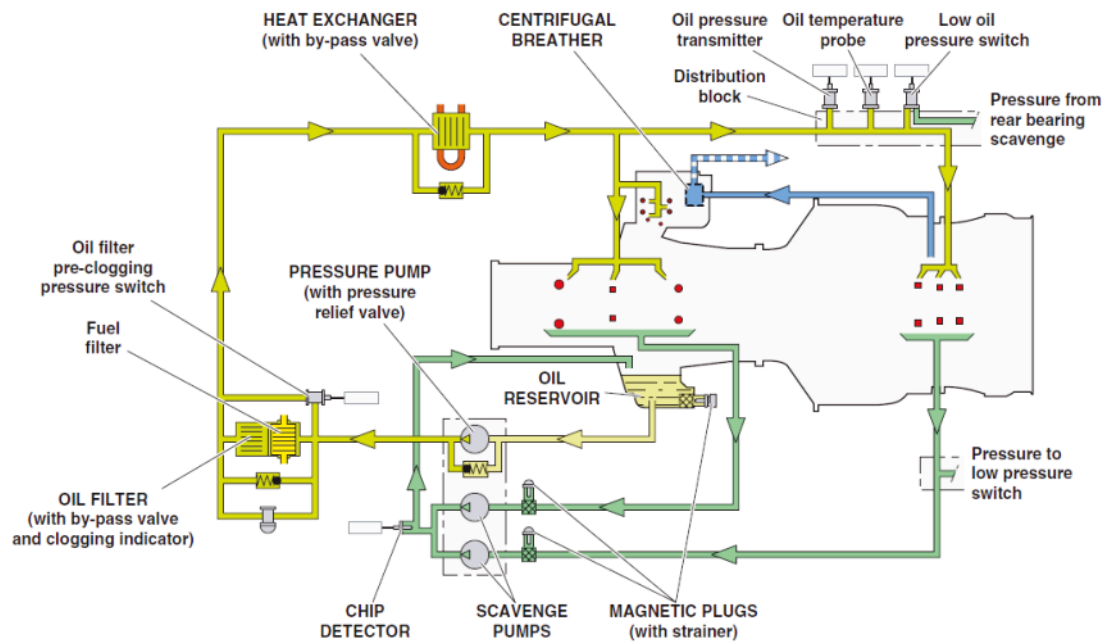 HEAT EXCHANGER
(with by-pass valve)
CENTRIFUGAL
BREATHER
Oil pressure
transmitter
Oil temperature
probe
Low oil
pressure switch
Distribution
block
Pressure from
rear bearing
scavenge
Oil filter
pre-clogging
pressure switch
PRESSURE PUMP
(with pressure
relief valve)
Fuel
filter
OIL
RESERVOIR
Pressure to
low pressure
switch
OIL FILTER
(with by-pass valve
and clogging indicator)
CHIP
DETECTOR
SCAVENGE
PUMPS
MAGNETIC PLUGS
(with strainer)